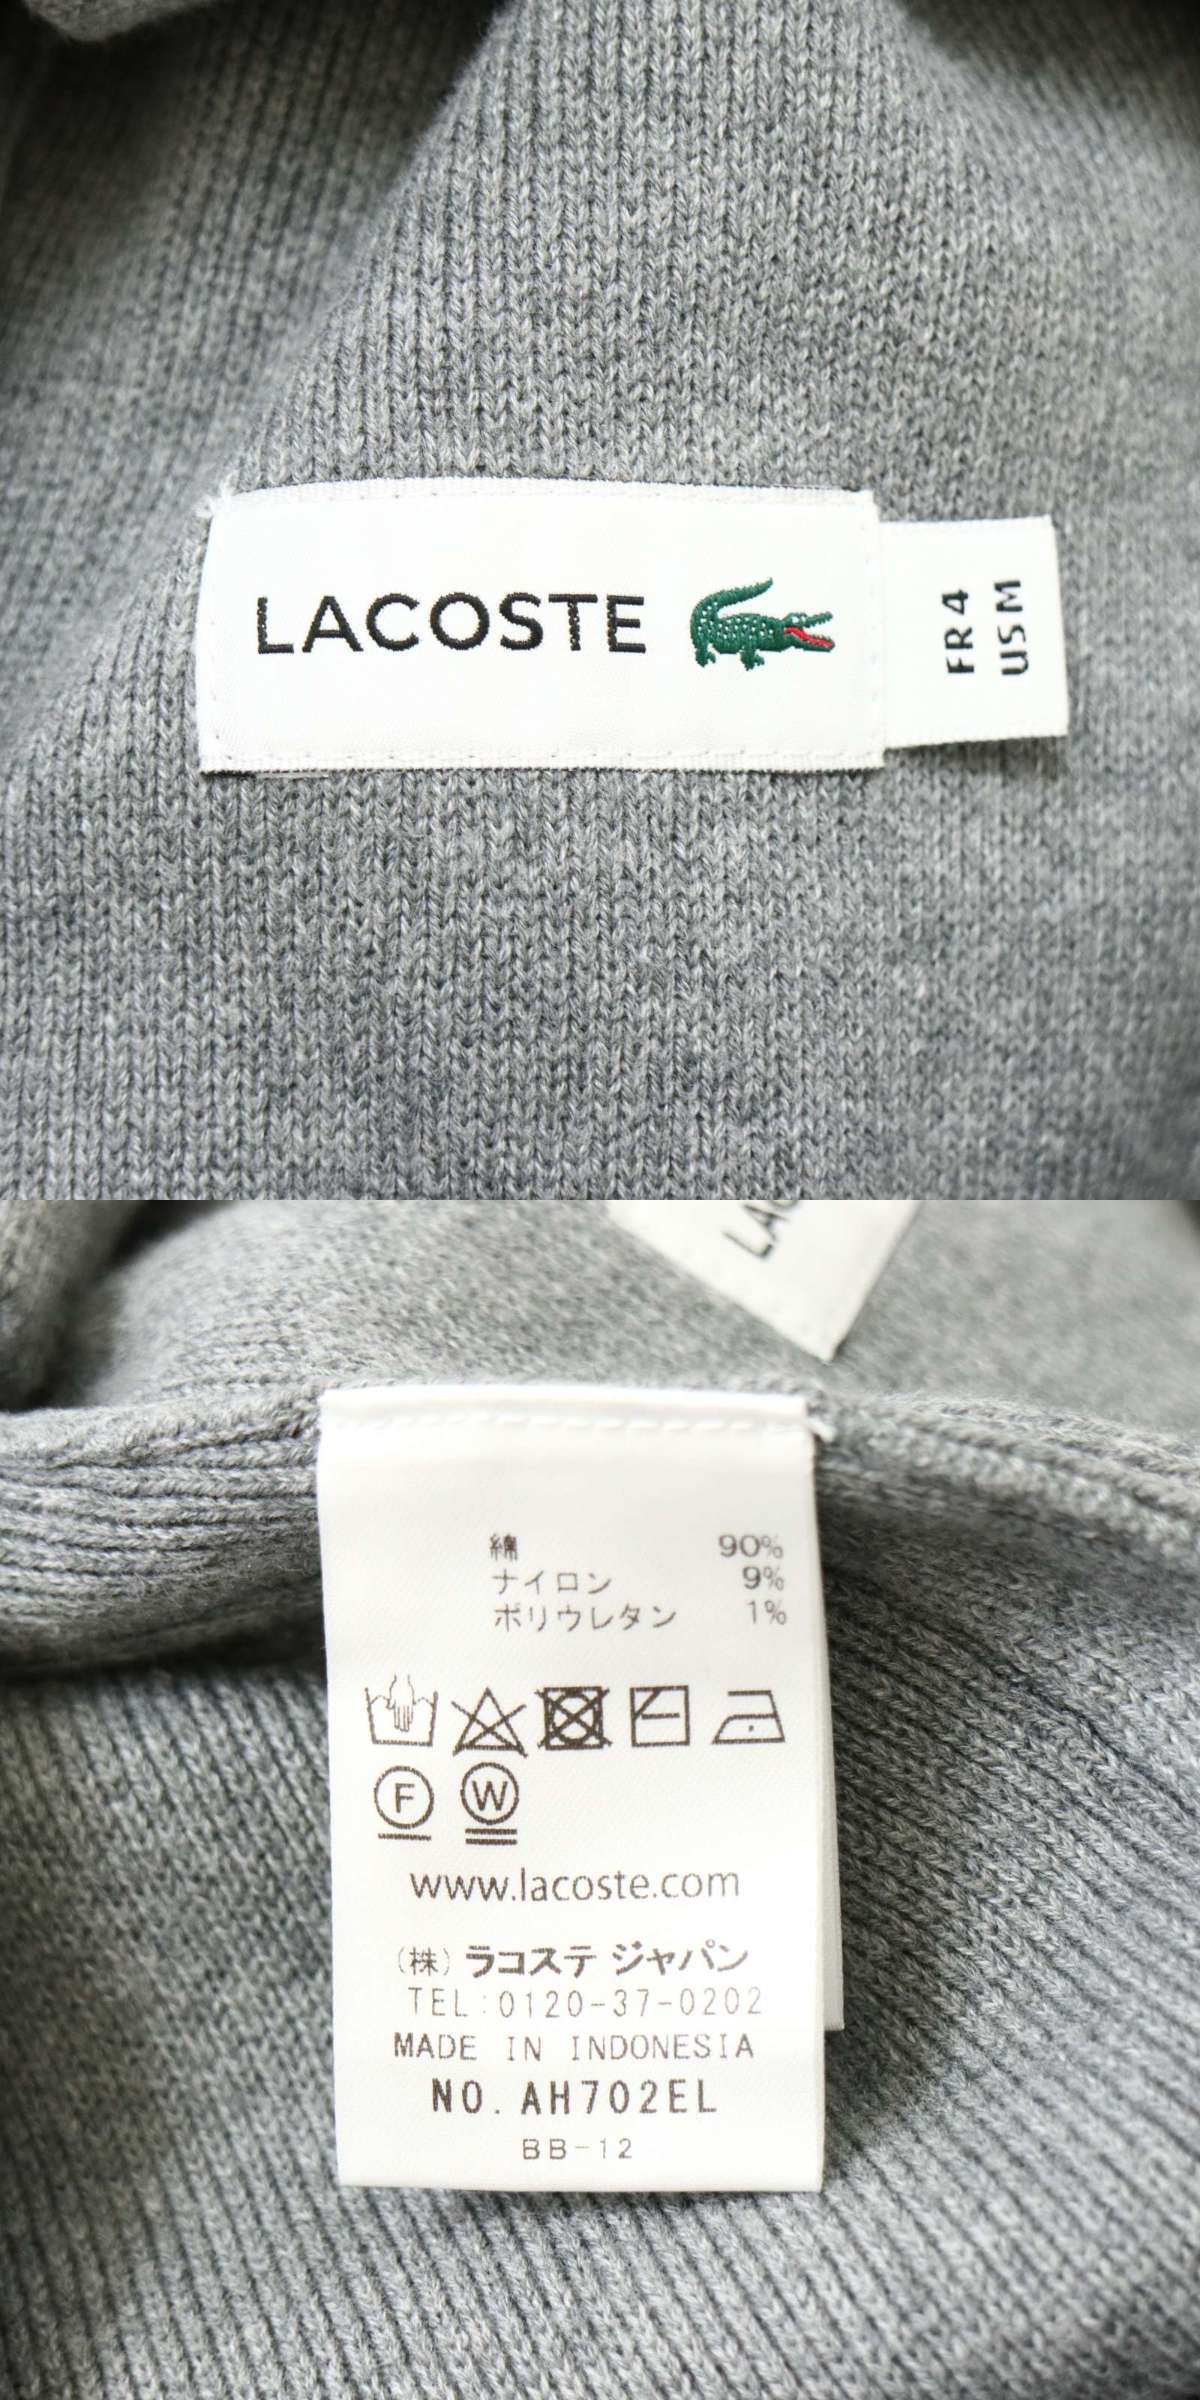 LACOSTE
FR 4
US M
LAC
綿 90%
ナイロン 9%
ポリウレタン 1%
F
W
www.lacoste.com
(株) ラコステ ジャパン
TEL:0120-37-0202
MADE IN INDONESIA
NO. AH702EL
BB-12